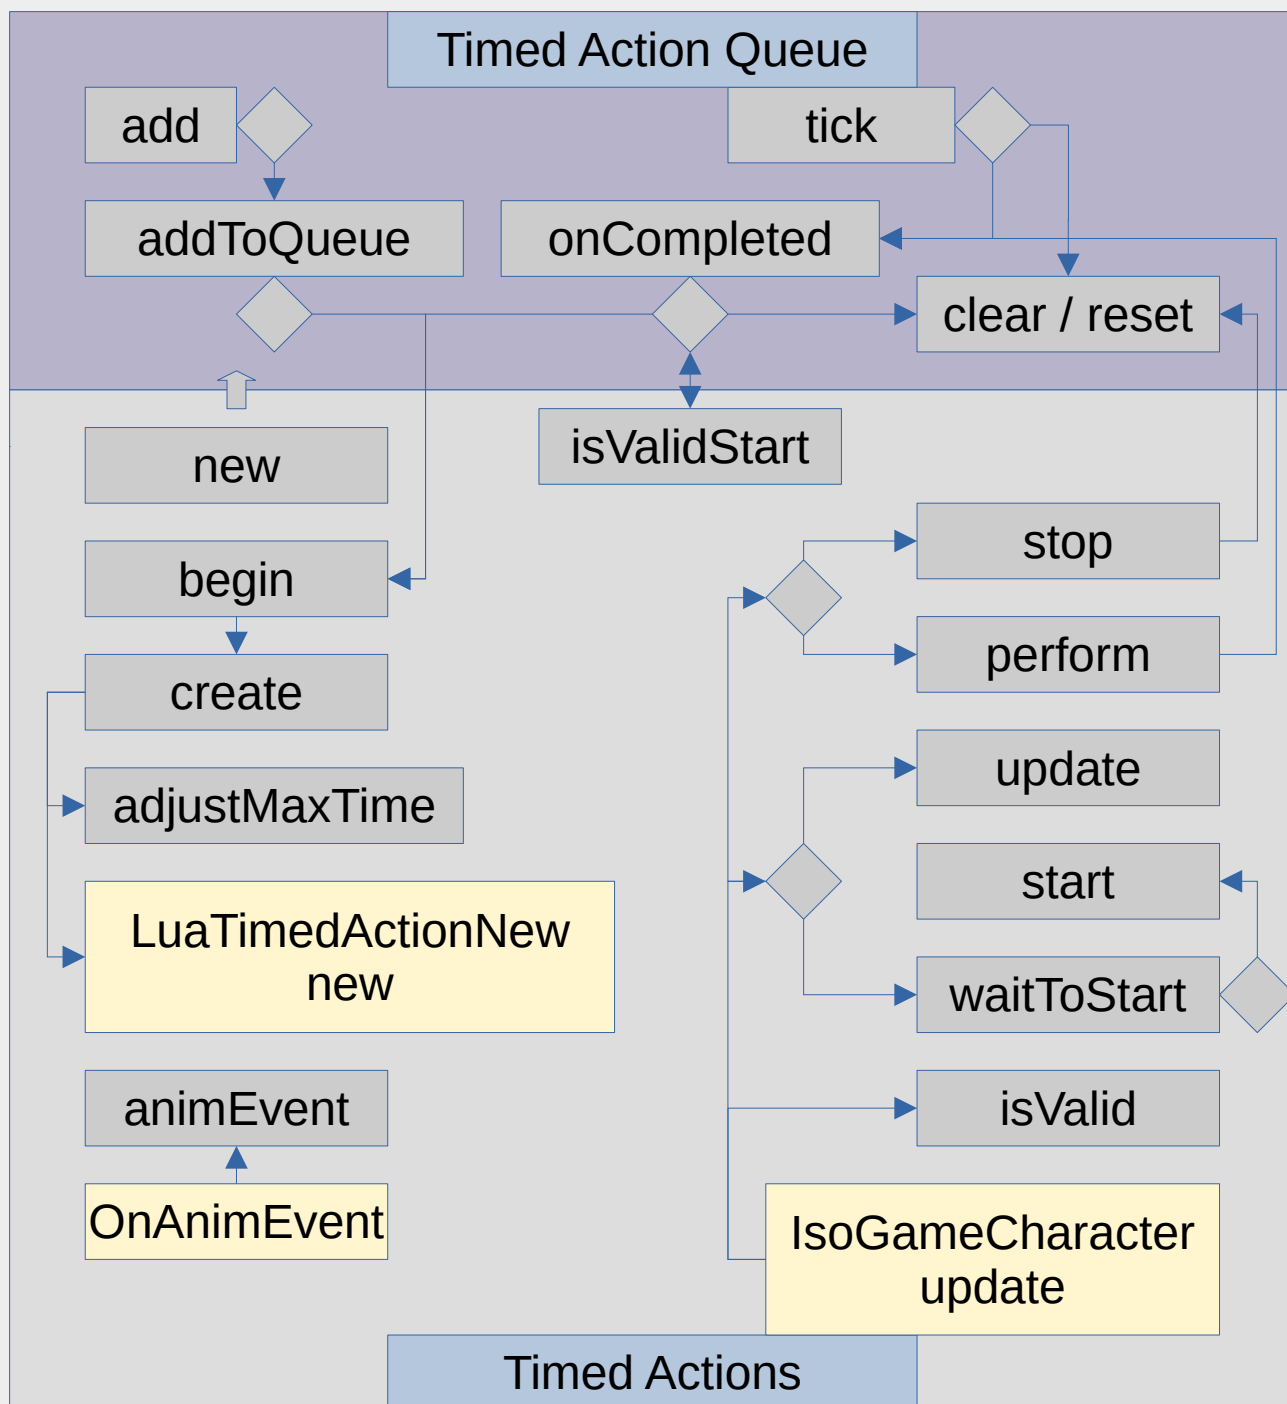 Timed Action Queue
add
tick
addToQueue
onCompleted
clear / reset
isValidStart
new
stop
begin
perform
create
update
adjustMaxTime
start
LuaTimedActionNew
new
waitToStart
animEvent
isValid
OnAnimEvent
IsoGameCharacter
update
Timed Actions